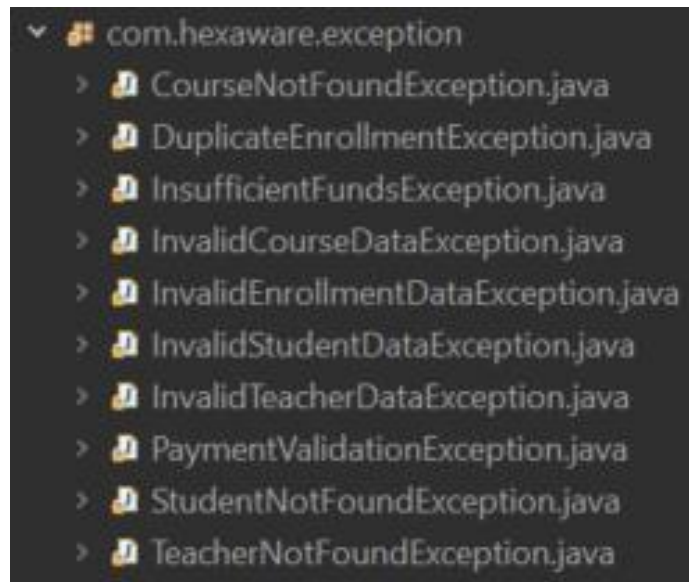 com.hexaware.exception
CourseNotFoundException.java
DuplicateEnrollmentException.java
InsufficientFundsException.java
InvalidCourseDataException.java
InvalidEnrollmentDataException.java
InvalidStudentDataException.java
InvalidTeacherDataException.java
PaymentValidationException.java
StudentNotFoundException.java
TeacherNotFoundException.java